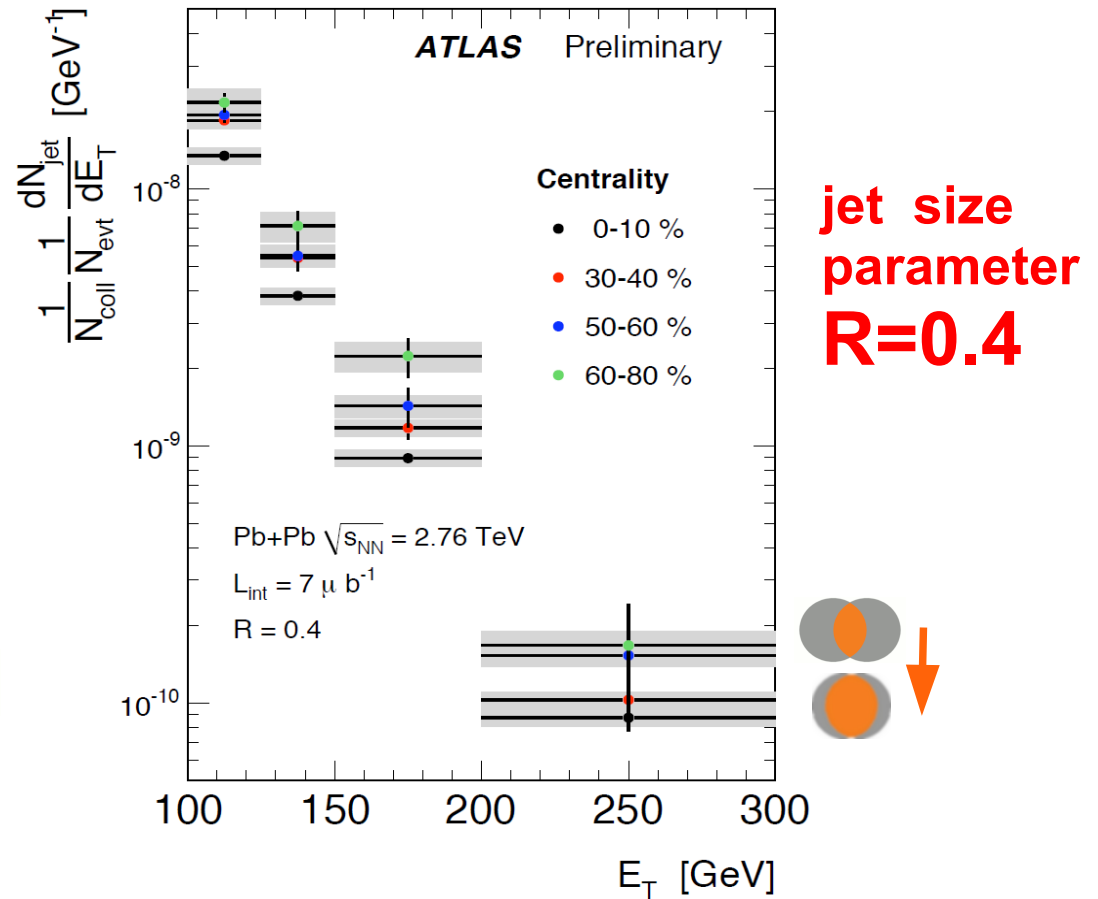 ATLAS Preliminary
1/N_coll 1/N_evt dN_jet/dE_T [GeV⁻¹]
10⁻⁸
10⁻⁹
10⁻¹⁰
Centrality
0-10 %
30-40 %
50-60 %
60-80 %
Pb+Pb √s_NN = 2.76 TeV
L_int = 7 μ b⁻¹
R = 0.4
100 150 200 250 300
E_T [GeV]
jet size
parameter
R=0.4